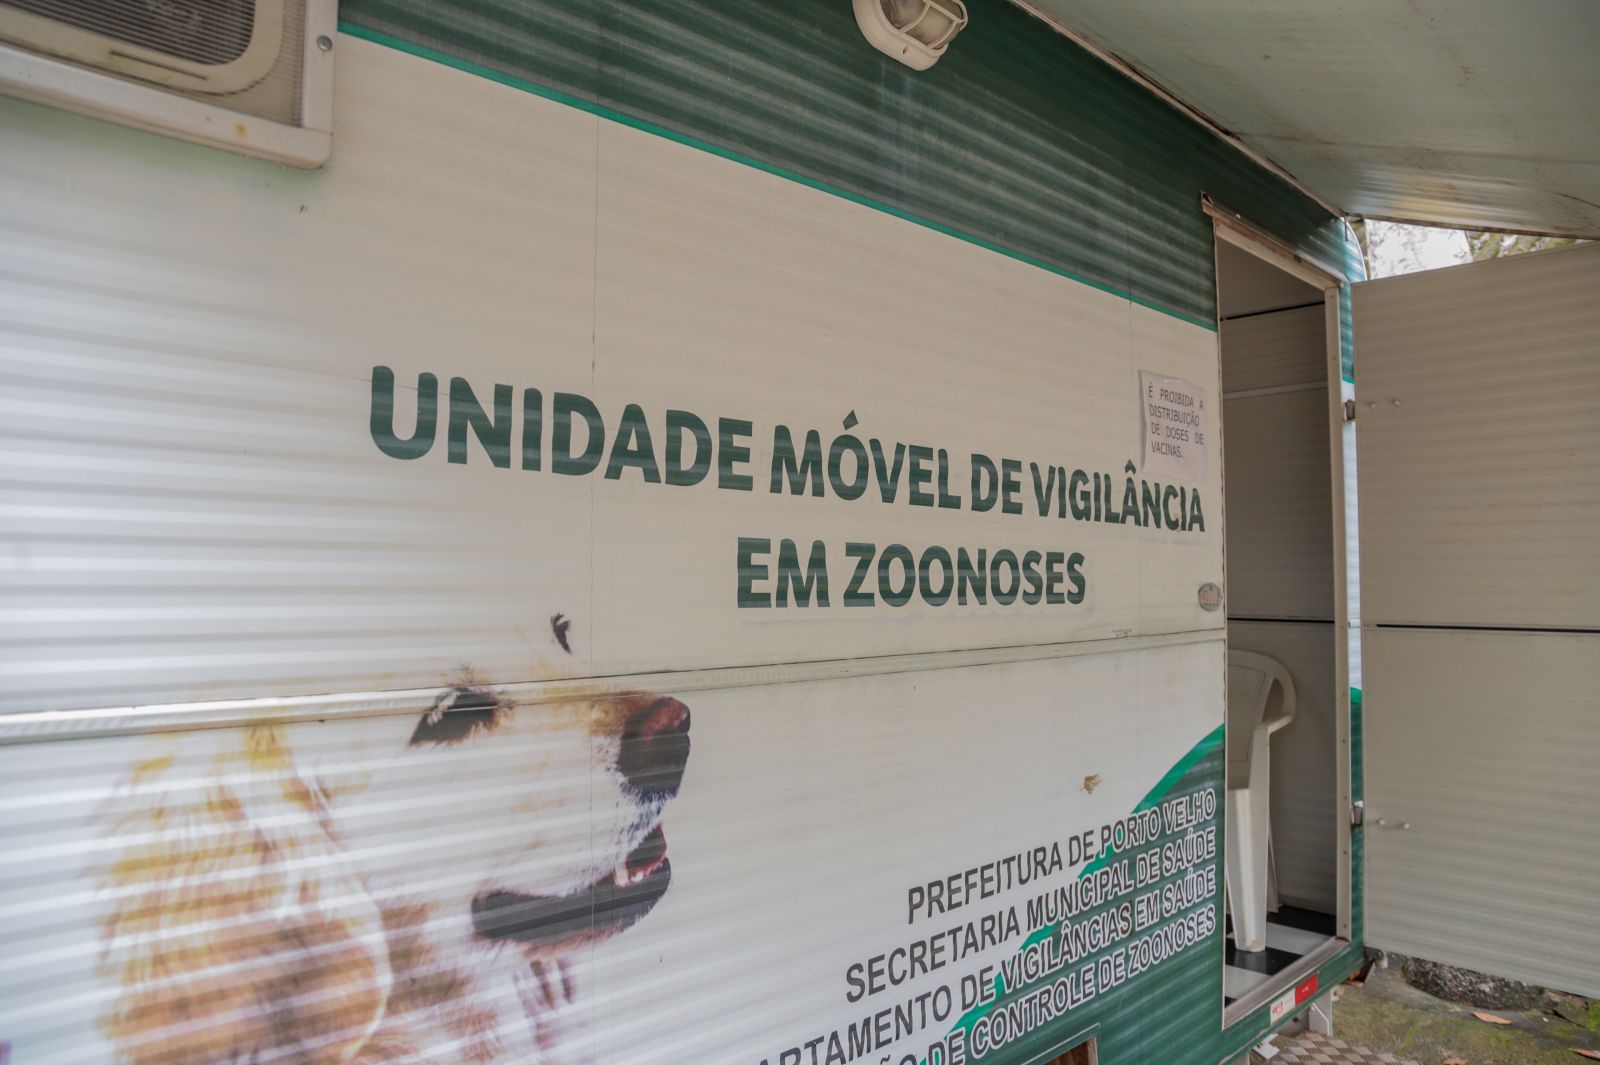 UNIDADE MÓVEL DE VIGILÂNCIA
EM ZOONOSES
É PROIBIDA A
DISTRIBUIÇÃO
DE DOSES DE
VACINAS.
PREFEITURA DE PORTO VELHO
SECRETARIA MUNICIPAL DE SAÚDE
ARTAMENTO DE VIGILÂNCIAS EM SAÚDE
ÃO DE CONTROLE DE ZOONOSES